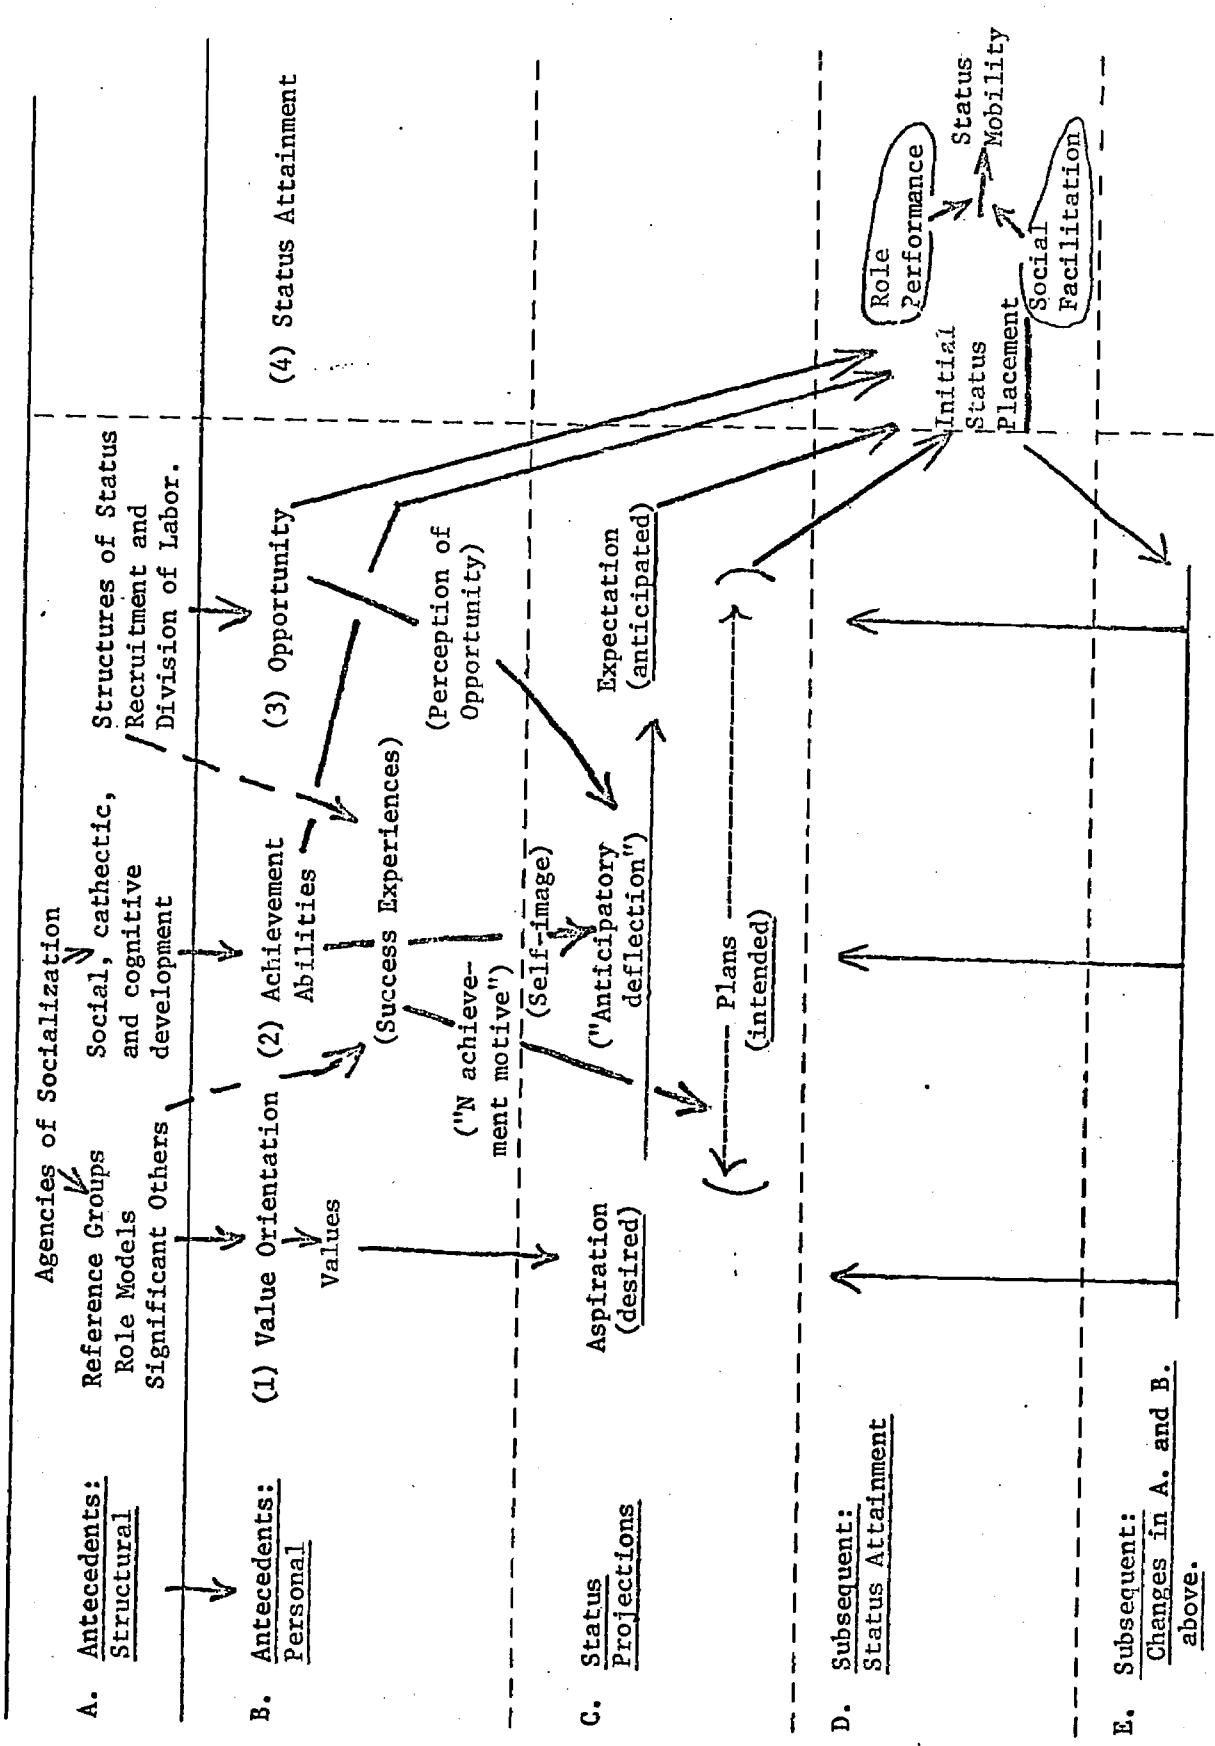 Agencies of Socialization
A. Antecedents:
Structural
Reference Groups
Role Models
Significant Others
Social, cathectic,
and cognitive
development
Structures of Status
Recruitment and
Division of Labor.
B. Antecedents:
Personal
(1) Value Orientation
Values
(2) Achievement
Abilities
(Success Experiences)
("N achieve-
ment motive")
(Self-image)
(3) Opportunity
(Perception of
Opportunity)
(4) Status Attainment
C. Status
Projections
Aspiration
(desired)
("Anticipatory
deflection")
Expectation
(anticipated)
( Plans )
(intended)
D. Subsequent:
Status Attainment
Initial
Status
Placement
Role
Performance
Social
Facilitation
Status
Mobility
E. Subsequent:
Changes in A. and B.
above.